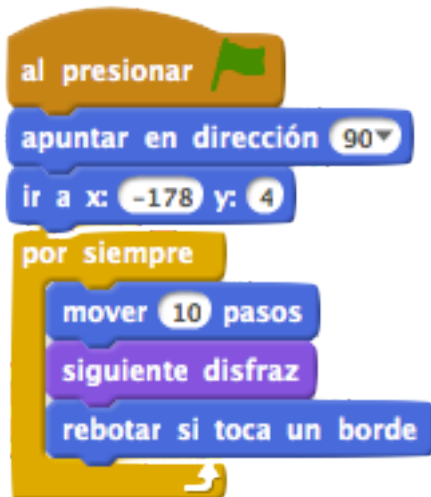 al presionar
apuntar en dirección 90
ir a x: -178 y: 4
por siempre
mover 10 pasos
siguiente disfraz
rebotar si toca un borde